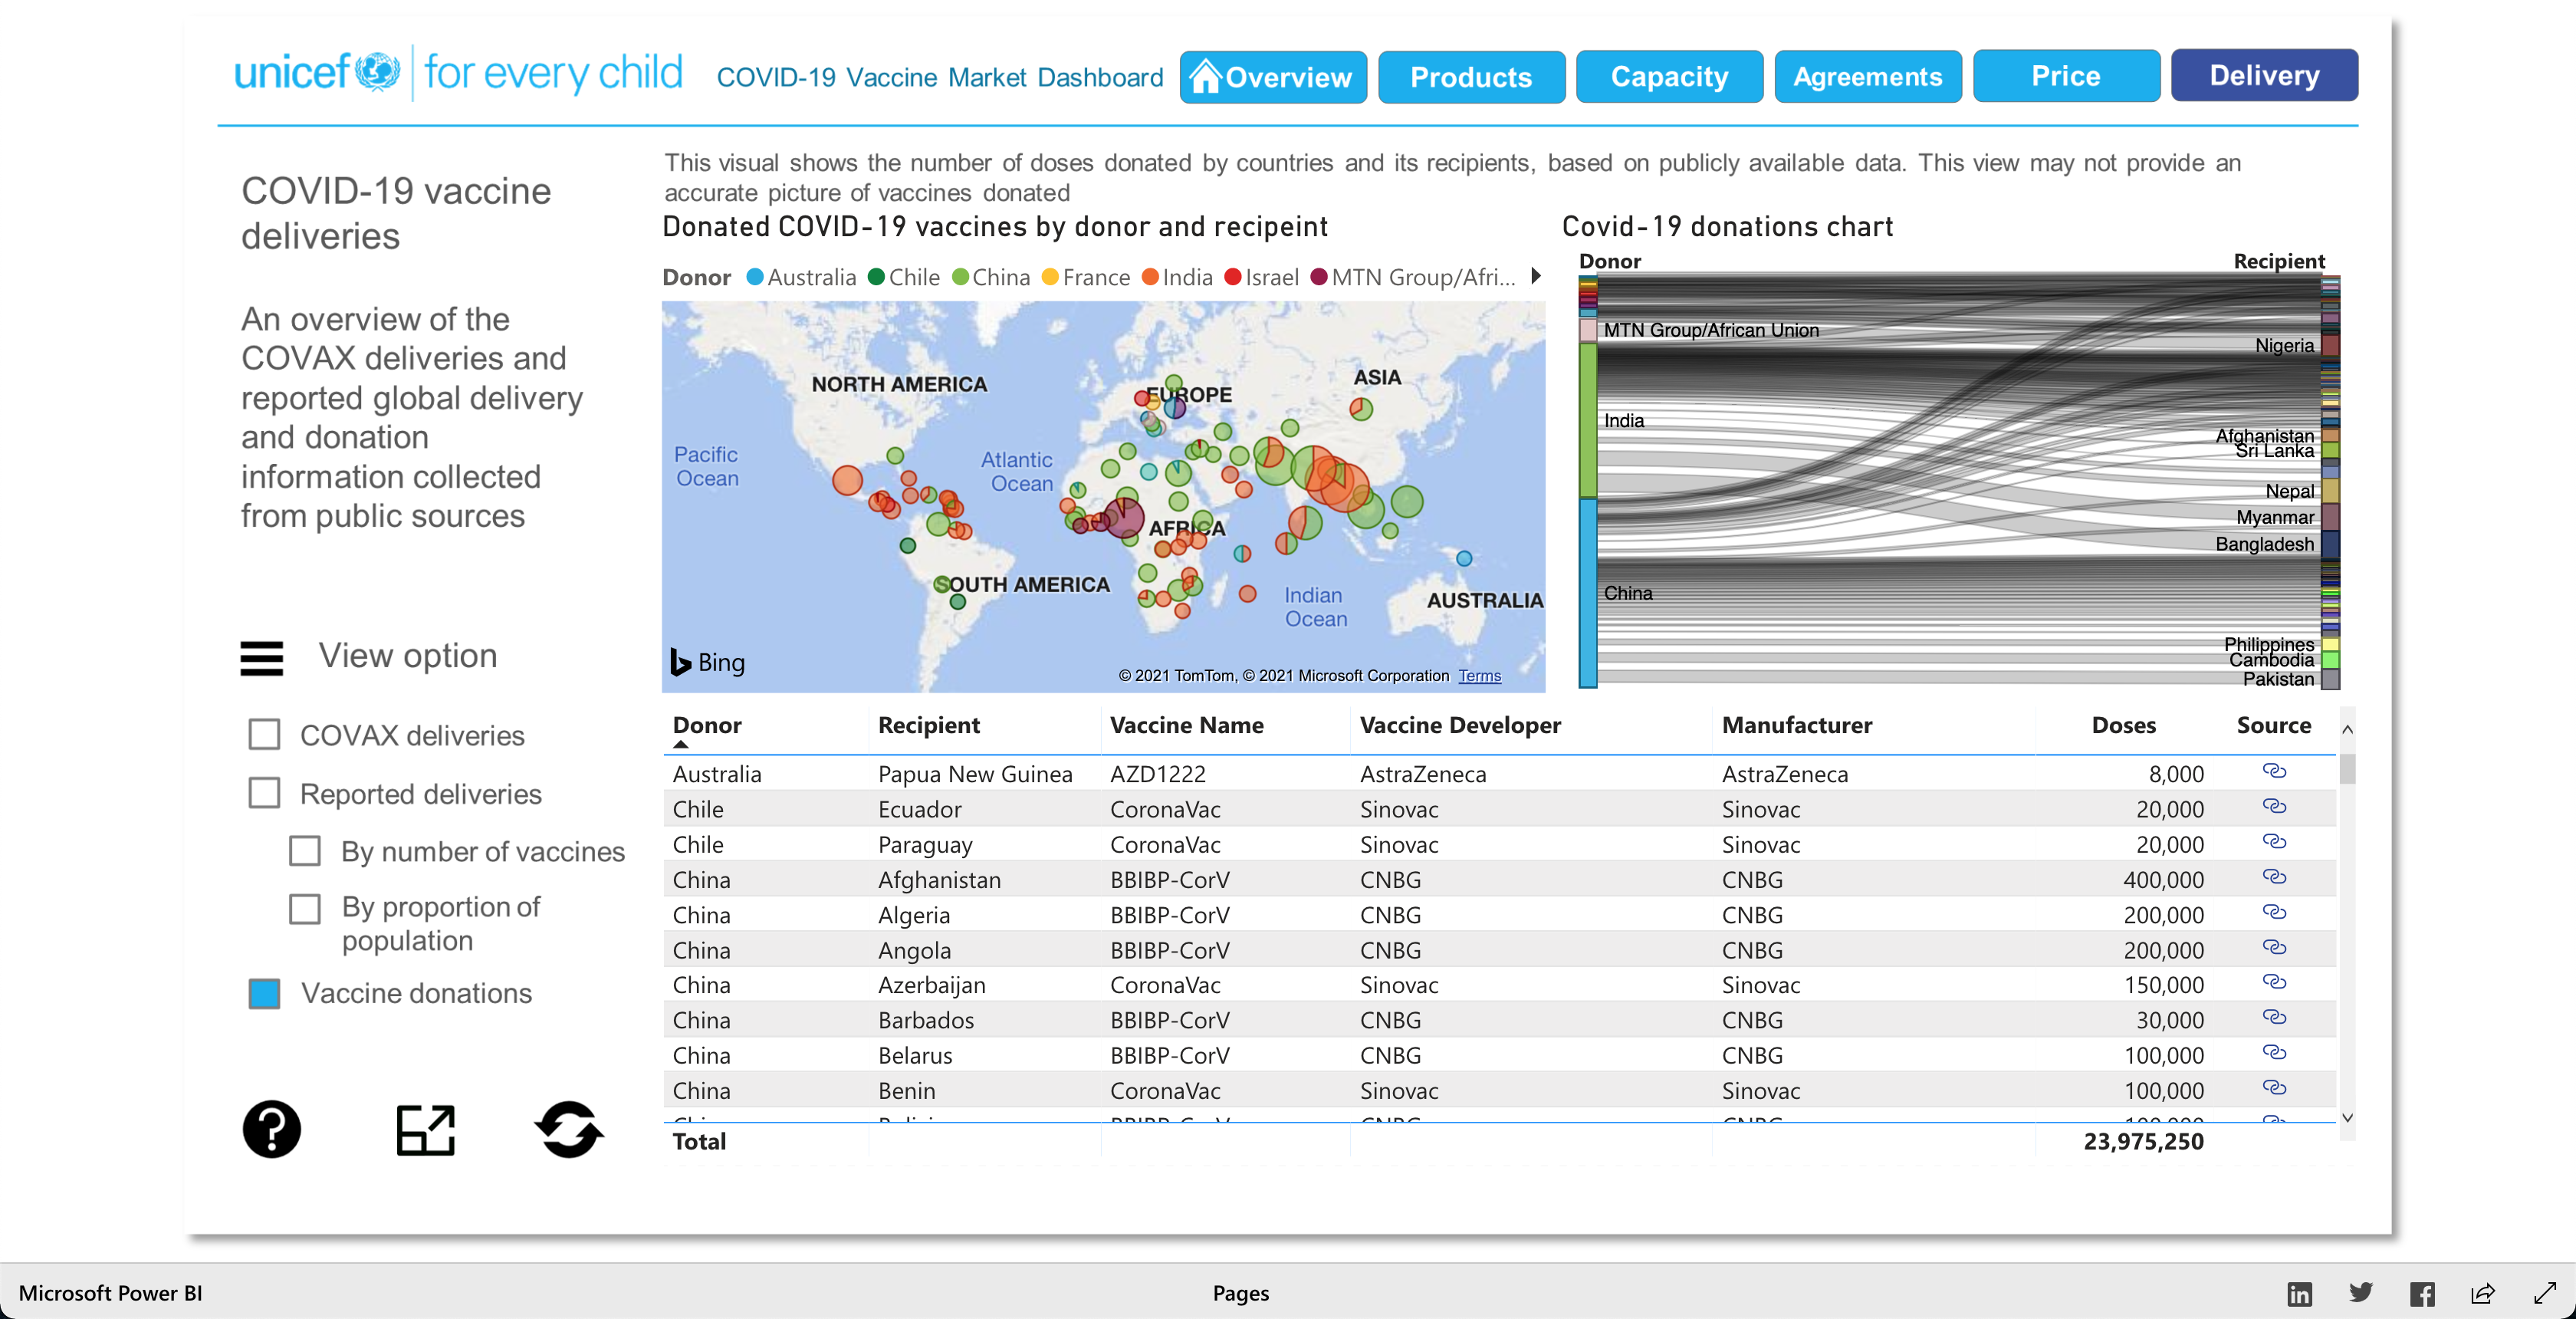 unicef for every child
COVID-19 Vaccine Market Dashboard
Overview
Products
Capacity
Agreements
Price
Delivery
COVID-19 vaccine
deliveries
An overview of the
COVAX deliveries and
reported global delivery
and donation
information collected
from public sources
View option
COVAX deliveries
Reported deliveries
By number of vaccines
By proportion of
population
Vaccine donations
This visual shows the number of doses donated by countries and its recipients, based on publicly available data. This view may not provide an
accurate picture of vaccines donated
Donated COVID-19 vaccines by donor and recipeint
Donor Australia Chile China France India Israel MTN Group/Afri...
NORTH AMERICA
EUROPE
ASIA
Pacific
Ocean
Atlantic
Ocean
AFRICA
SOUTH AMERICA
Indian
Ocean
AUSTRALIA
Bing
© 2021 TomTom, © 2021 Microsoft Corporation Terms
Covid-19 donations chart
Donor Recipient
MTN Group/African Union
Nigeria
India
Afghanistan
Sri Lanka
Nepal
Myanmar
Bangladesh
China
Philippines
Cambodia
Pakistan
Donor Recipient Vaccine Name Vaccine Developer Manufacturer Doses Source
Australia Papua New Guinea AZD1222 AstraZeneca AstraZeneca 8,000
Chile Ecuador CoronaVac Sinovac Sinovac 20,000
Chile Paraguay CoronaVac Sinovac Sinovac 20,000
China Afghanistan BBIBP-CorV CNBG CNBG 400,000
China Algeria BBIBP-CorV CNBG CNBG 200,000
China Angola BBIBP-CorV CNBG CNBG 200,000
China Azerbaijan CoronaVac Sinovac Sinovac 150,000
China Barbados BBIBP-CorV CNBG CNBG 30,000
China Belarus BBIBP-CorV CNBG CNBG 100,000
China Benin CoronaVac Sinovac Sinovac 100,000
Total 23,975,250
Microsoft Power BI
Pages